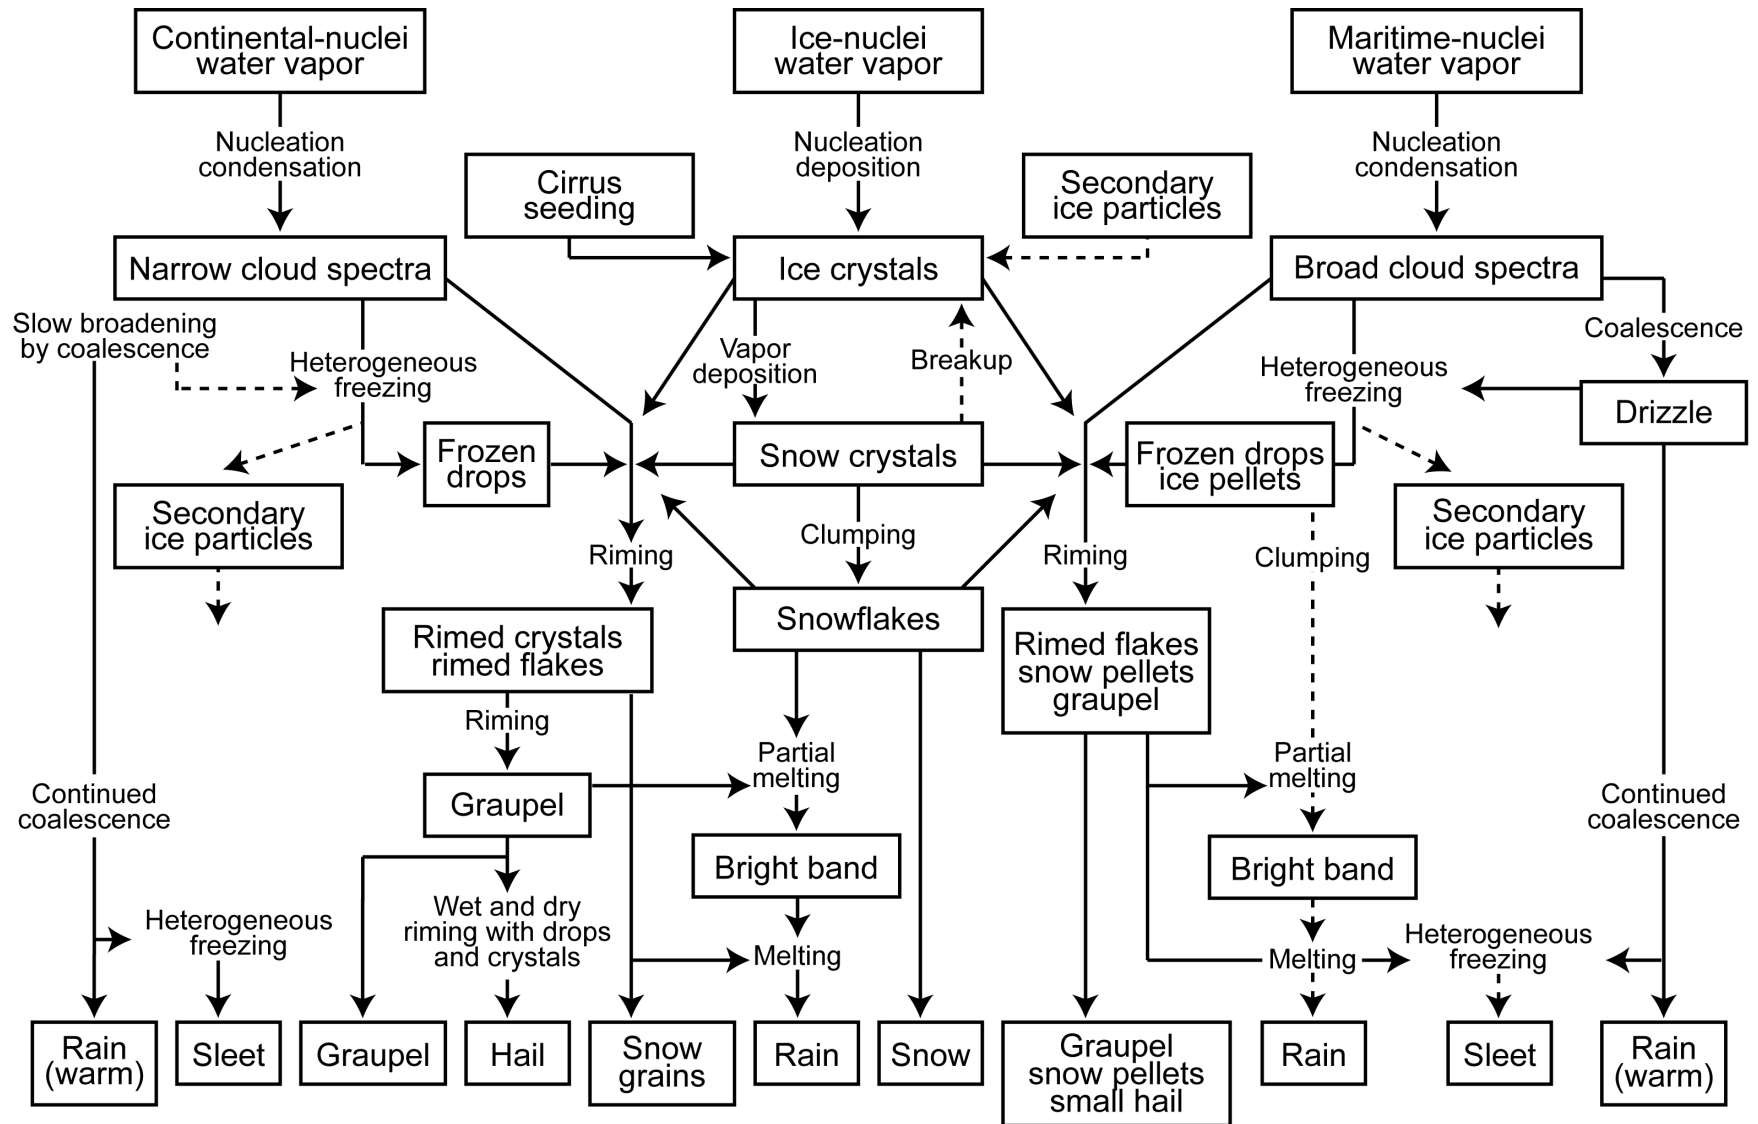 Continental-nuclei
water vapor
Ice-nuclei
water vapor
Maritime-nuclei
water vapor
Nucleation
condensation
Nucleation
deposition
Nucleation
condensation
Cirrus
seeding
Secondary
ice particles
Narrow cloud spectra
Ice crystals
Broad cloud spectra
Slow broadening
by coalescence
Heterogeneous
freezing
Vapor
deposition
Breakup
Heterogeneous
freezing
Coalescence
Drizzle
Frozen
drops
Snow crystals
Frozen drops
ice pellets
Secondary
ice particles
Clumping
Secondary
ice particles
Riming
Riming
Clumping
Rimed crystals
rimed flakes
Snowflakes
Rimed flakes
snow pellets
graupel
Riming
Partial
melting
Partial
melting
Continued
coalescence
Graupel
Continued
coalescence
Bright band
Bright band
Heterogeneous
freezing
Wet and dry
riming with drops
and crystals
Melting
Melting
Heterogeneous
freezing
Rain
(warm)
Sleet
Graupel
Hail
Snow
grains
Rain
Snow
Graupel
snow pellets
small hail
Rain
Sleet
Rain
(warm)